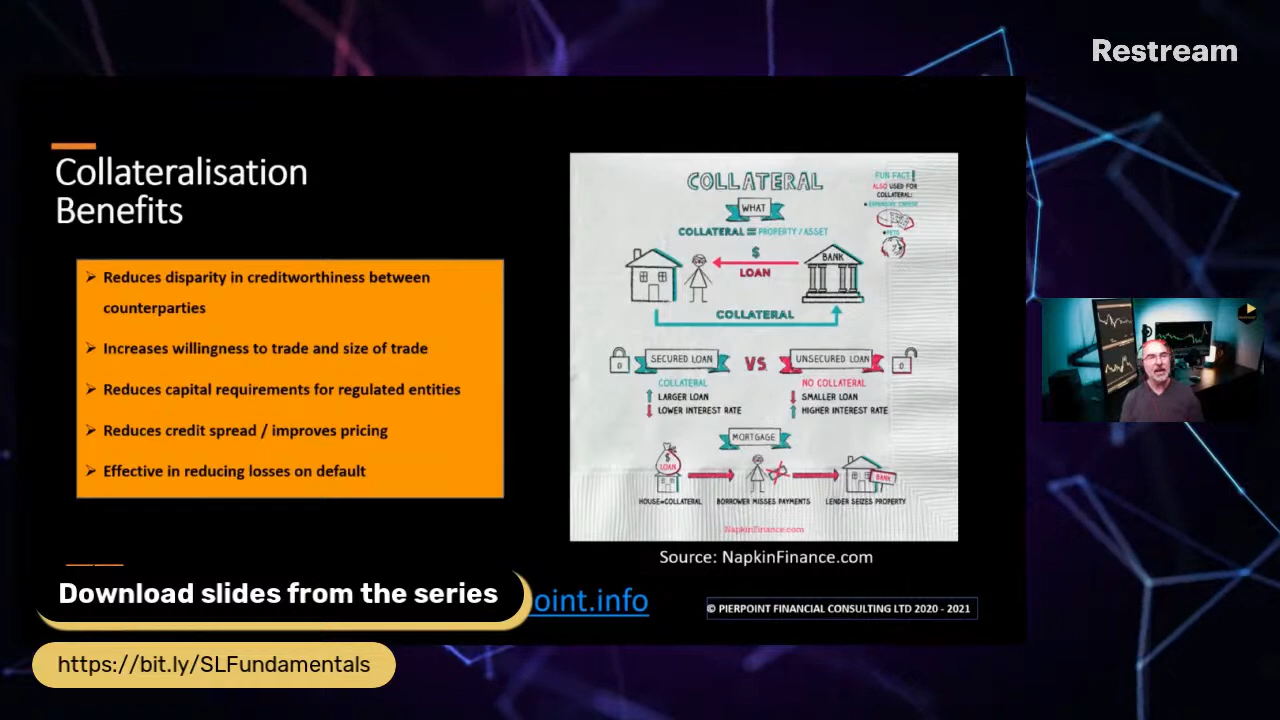 Restream
Collateralisation
Benefits
➢ Reduces disparity in creditworthiness between
counterparties
➢ Increases willingness to trade and size of trade
➢ Reduces capital requirements for regulated entities
➢ Reduces credit spread / improves pricing
➢ Effective in reducing losses on default
COLLATERAL
WHAT
COLLATERAL = PROPERTY / ASSET
FUN FACT!
ALSO USED FOR
COLLATERAL:
• EXPENSIVE CHEESE
• PETS
$
LOAN
BANK
COLLATERAL
SECURED LOAN
VS.
UNSECURED LOAN
COLLATERAL
LARGER LOAN
LOWER INTEREST RATE
NO COLLATERAL
SMALLER LOAN
HIGHER INTEREST RATE
MORTGAGE
$
LOAN
BANK
HOUSE=COLLATERAL
BORROWER MISSES PAYMENTS
LENDER SEIZES PROPERTY
NapkinFinance.com
Source: NapkinFinance.com
Download slides from the series
oint.info
© PIERPOINT FINANCIAL CONSULTING LTD 2020 - 2021
https://bit.ly/SLFundamentals